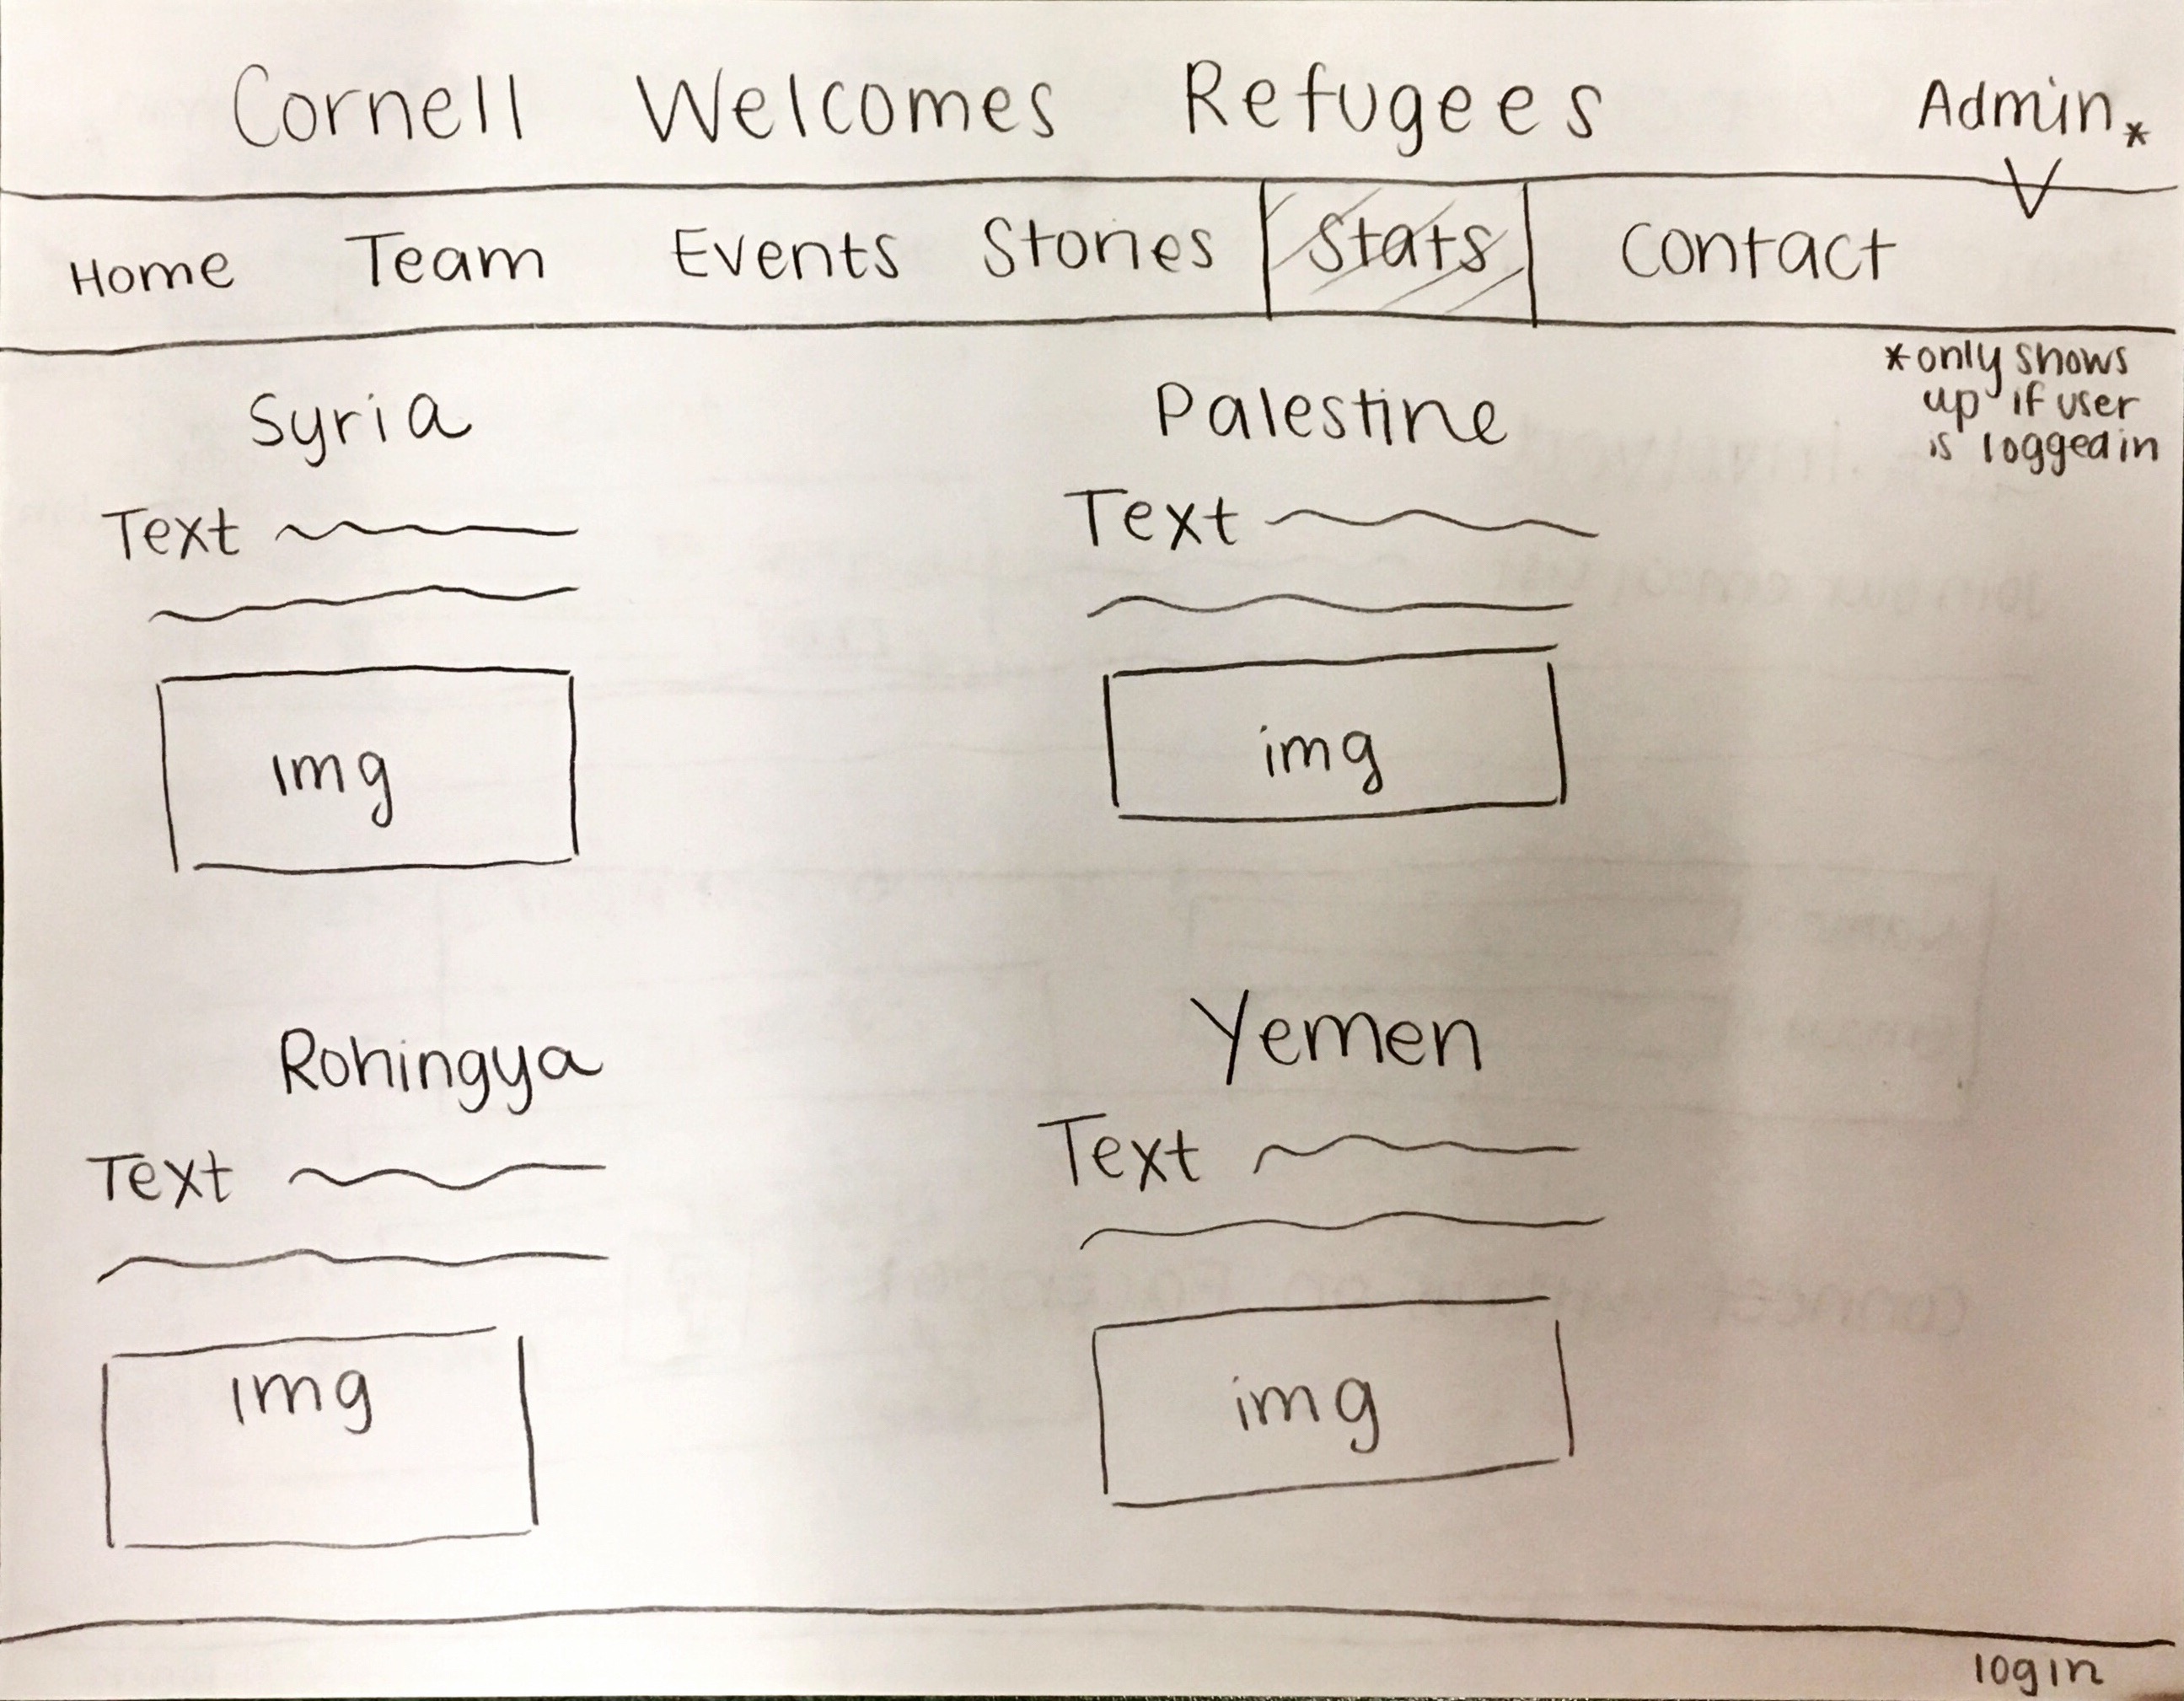 Cornell Welcomes Refugees
Admin*
Home Team Events Stories Stats Contact
*only shows
up if user
is logged in
Syria
Text
img
Palestine
Text
img
Rohingya
Text
img
Yemen
Text
img
login